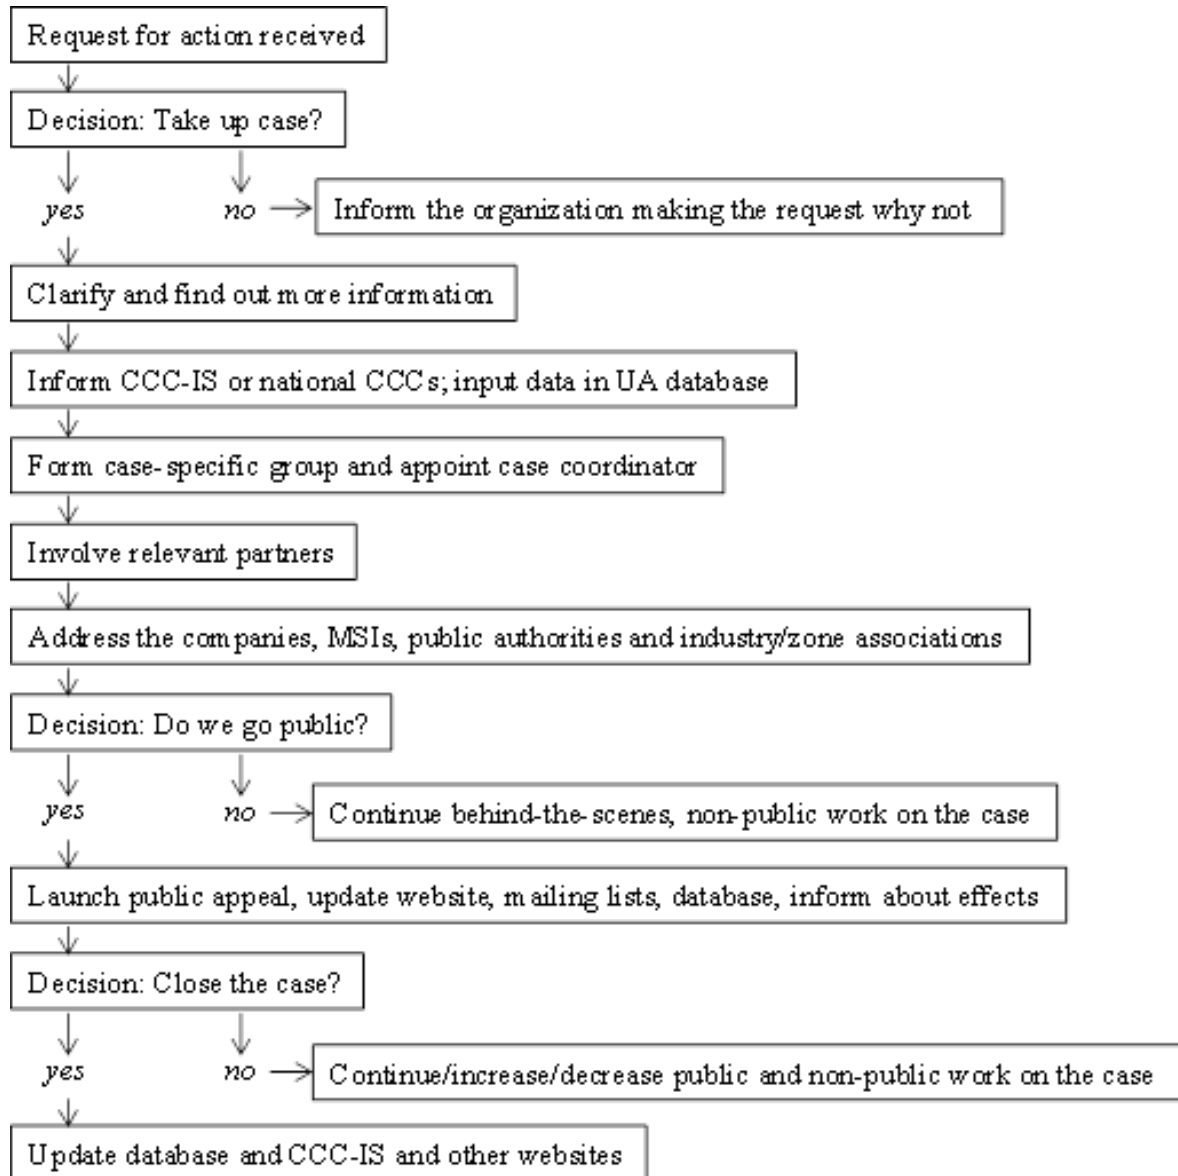 Request for action received
Decision: Take up case?
yes
no
Inform the organization making the request why not
Clarify and find out more information
Inform CCC-IS or national CCCs; input data in UA database
Form case-specific group and appoint case coordinator
Involve relevant partners
Address the companies, MSIs, public authorities and industry/zone associations
Decision: Do we go public?
yes
no
Continue behind-the-scenes, non-public work on the case
Launch public appeal, update website, mailing lists, database, inform about effects
Decision: Close the case?
yes
no
Continue/increase/decrease public and non-public work on the case
Update database and CCC-IS and other websites